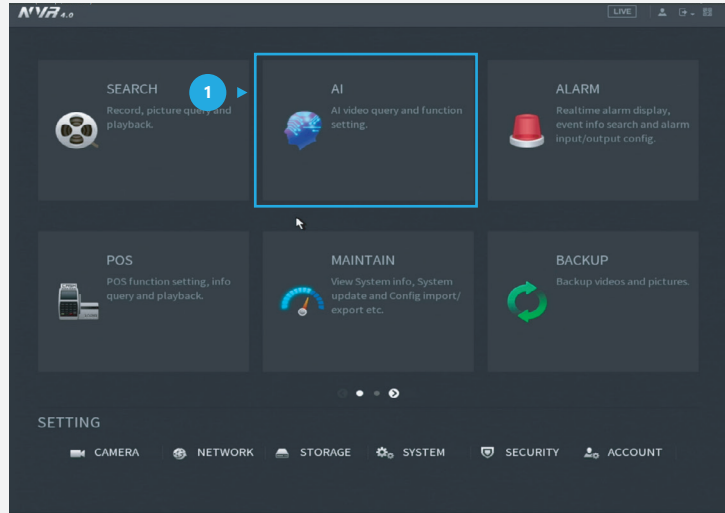 NVR 4.0
LIVE
SEARCH
Record, picture query and
playback.
1
AI
AI video query and function
setting.
ALARM
Realtime alarm display,
event info search and alarm
input/output config.
POS
POS function setting, info
query and playback.
MAINTAIN
View System info, System
update and Config import/
export etc.
BACKUP
Backup videos and pictures.
SETTING
CAMERA NETWORK STORAGE SYSTEM SECURITY ACCOUNT